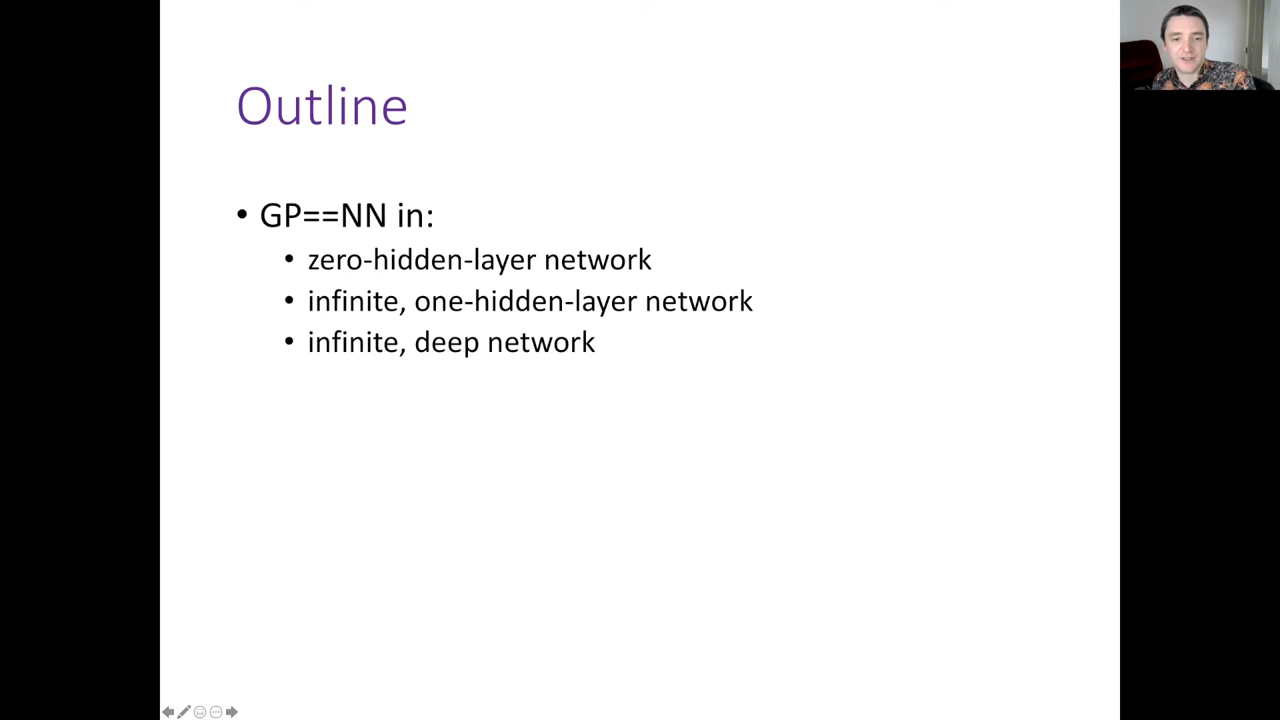 Outline
• GP==NN in:
• zero-hidden-layer network
• infinite, one-hidden-layer network
• infinite, deep network